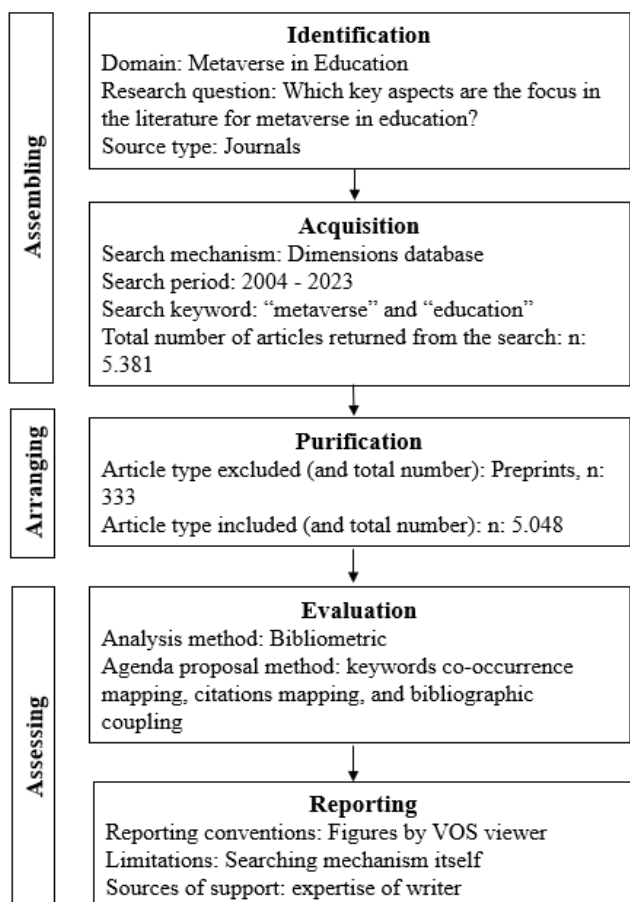 Assembling
Identification
Domain: Metaverse in Education
Research question: Which key aspects are the focus in
the literature for metaverse in education?
Source type: Journals
Acquisition
Search mechanism: Dimensions database
Search period: 2004 - 2023
Search keyword: “metaverse” and “education”
Total number of articles returned from the search: n:
5.381
Arranging
Purification
Article type excluded (and total number): Preprints, n:
333
Article type included (and total number): n: 5.048
Assessing
Evaluation
Analysis method: Bibliometric
Agenda proposal method: keywords co-occurrence
mapping, citations mapping, and bibliographic
coupling
Reporting
Reporting conventions: Figures by VOS viewer
Limitations: Searching mechanism itself
Sources of support: expertise of writer